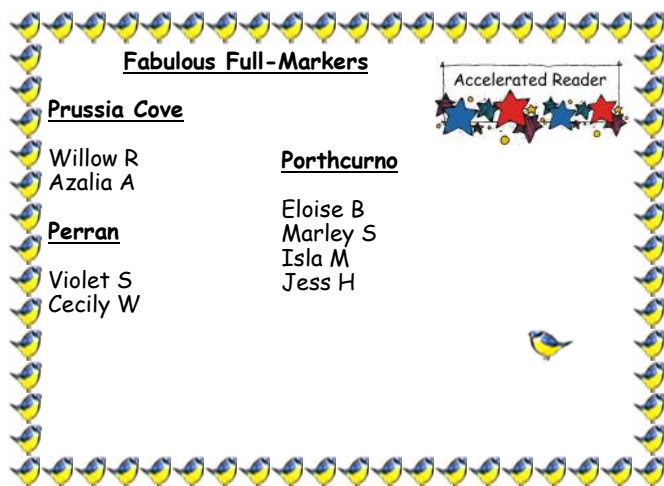 Fabulous Full-Markers
Accelerated Reader
Prussia Cove
Willow R
Azalia A
Perran
Violet S
Cecily W
Porthcurno
Eloise B
Marley S
Isla M
Jess H